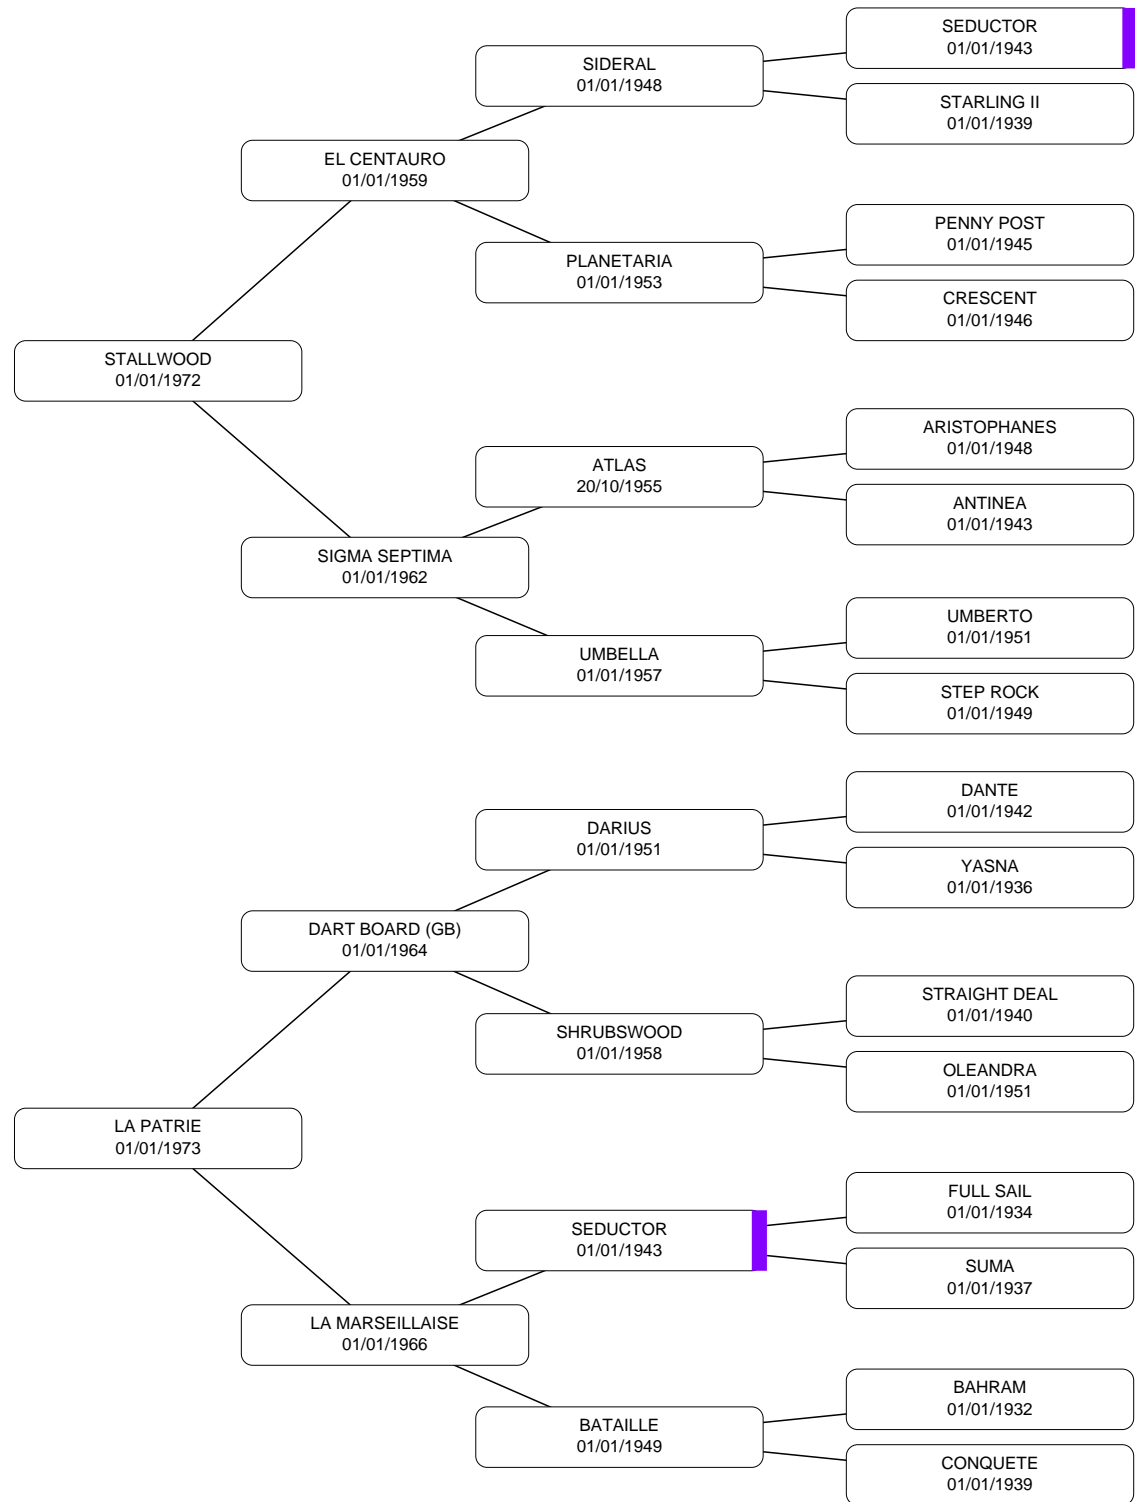 SEDUCTOR
01/01/1943
SIDERAL
01/01/1948
STARLING II
01/01/1939
EL CENTAURO
01/01/1959
PENNY POST
01/01/1945
PLANETARIA
01/01/1953
CRESCENT
01/01/1946
STALLWOOD
01/01/1972
ARISTOPHANES
01/01/1948
ATLAS
20/10/1955
ANTINEA
01/01/1943
SIGMA SEPTIMA
01/01/1962
UMBERTO
01/01/1951
UMBELLA
01/01/1957
STEP ROCK
01/01/1949
DANTE
01/01/1942
DARIUS
01/01/1951
YASNA
01/01/1936
DART BOARD (GB)
01/01/1964
STRAIGHT DEAL
01/01/1940
SHRUBSWOOD
01/01/1958
OLEANDRA
01/01/1951
LA PATRIE
01/01/1973
FULL SAIL
01/01/1934
SEDUCTOR
01/01/1943
SUMA
01/01/1937
LA MARSEILLAISE
01/01/1966
BAHRAM
01/01/1932
BATAILLE
01/01/1949
CONQUETE
01/01/1939